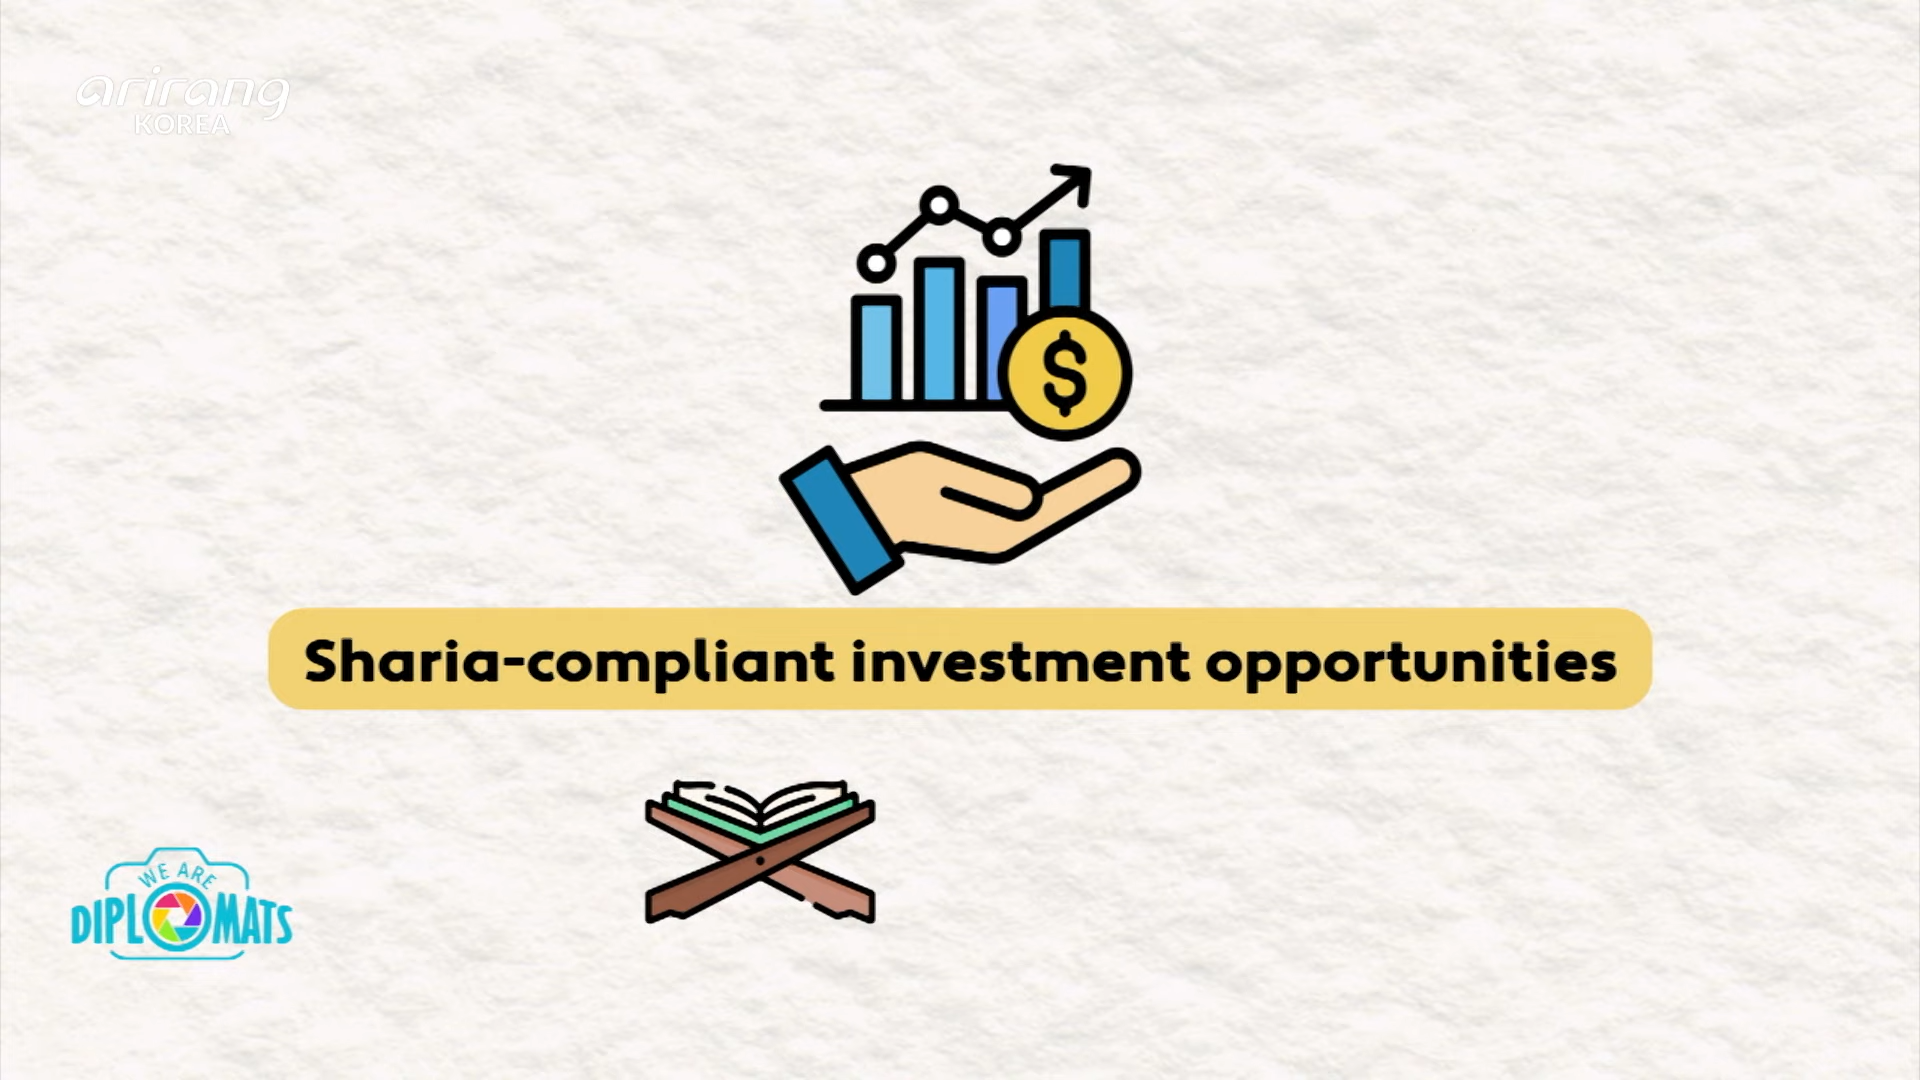 arirang
KOREA
$
Sharia-compliant investment opportunities
WE ARE
DIPLOMATS